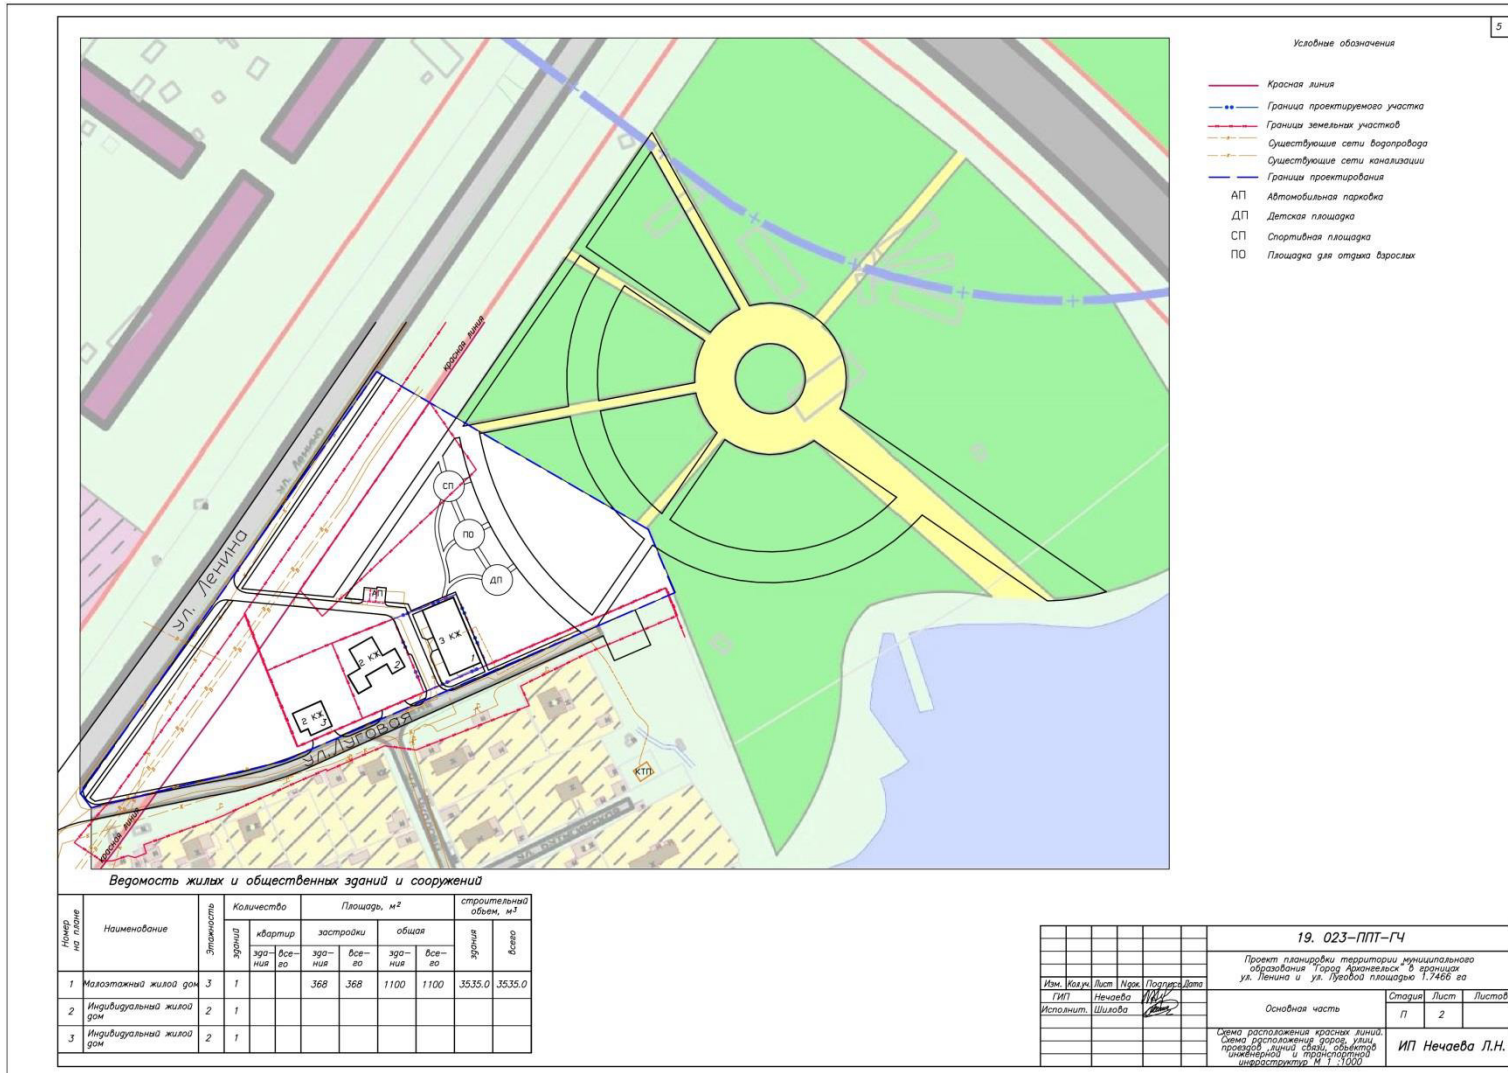 5
Условные обозначения
Красная линия
Граница проектируемого участка
Границы земельных участков
Существующие сети водопровода
Существующие сети канализации
Границы проектирования
АП Автомобильная парковка
ДП Детская площадка
СП Спортивная площадка
ПО Площадка для отдыха взрослых
красная линия
ул. Ленина
ул. Ленина
СП
ПО
ДП
АП
3 КЖ
1
2 КЖ
2
2 КЖ
3
ул.Луговая
КТП
красная линия
Ведомость жилых и общественных зданий и сооружений
Номер на плане
Наименование
Этажность
Количество
Площадь, м²
строительный объем, м³
зданий
квартир
застройки
общая
здания
всего
зда-ния
все-го
зда-ния
все-го
зда-ния
все-го
1 Малоэтажный жилой дом 3 1 368 368 1100 1100 3535.0 3535.0
2 Индивидуальный жилой дом 2 1
3 Индивидуальный жилой дом 2 1
19. 023-ППТ-ГЧ
Проект планировки территории муниципального
образования "Город Архангельск" в границах
ул. Ленина и ул. Луговой площадью 1.7466 га
Изм. Кол.уч. Лист Nдок. Подпись Дата
ГИП Нечаева
Исполнит. Шилова
Основная часть
Стадия Лист Листов
П 2
Схема расположения красных линий.
Схема расположения дорог, улиц,
проездов ,линий связи, объектов
инженерной и транспортной
инфраструктур М 1 :1000
ИП Нечаева Л.Н.